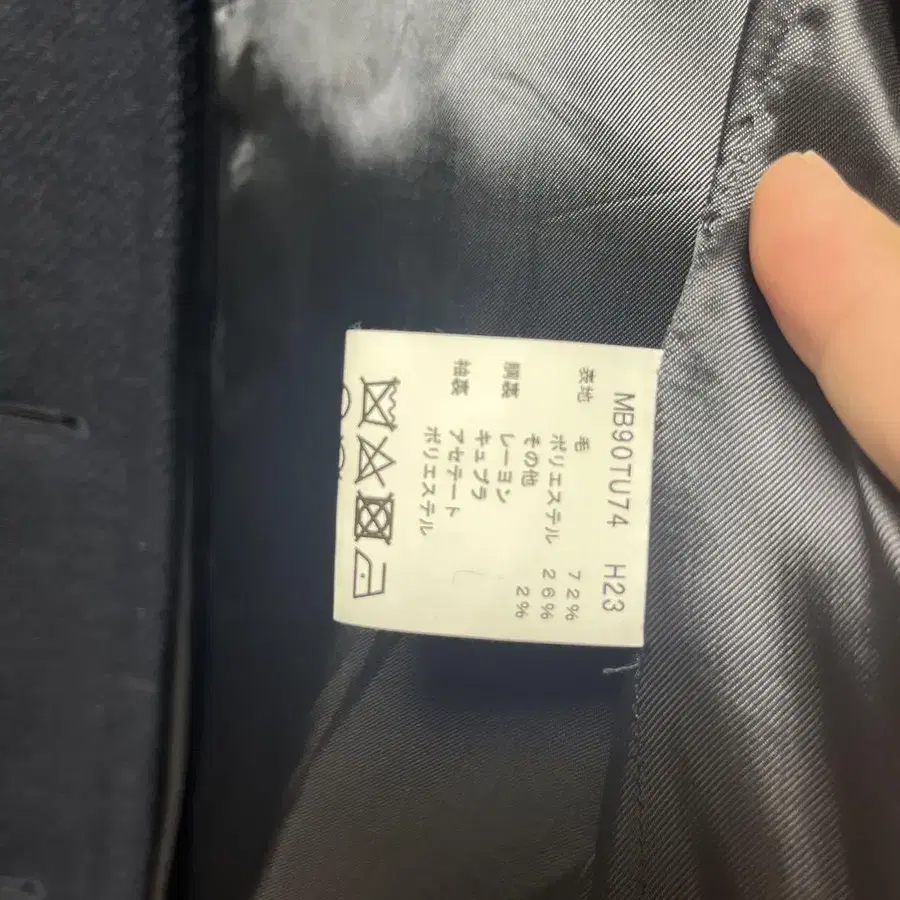 MB90TU74 H23
表地 毛 72%
ポリエステル 26%
その他 2%
胴裏 レーヨン
キュプラ
袖裏 アセテート
ポリエステル